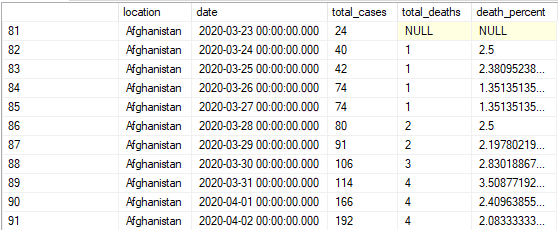 location date total_cases total_deaths death_percent
81 Afghanistan 2020-03-23 00:00:00.000 24 NULL NULL
82 Afghanistan 2020-03-24 00:00:00.000 40 1 2.5
83 Afghanistan 2020-03-25 00:00:00.000 42 1 2.38095238...
84 Afghanistan 2020-03-26 00:00:00.000 74 1 1.35135135...
85 Afghanistan 2020-03-27 00:00:00.000 74 1 1.35135135...
86 Afghanistan 2020-03-28 00:00:00.000 80 2 2.5
87 Afghanistan 2020-03-29 00:00:00.000 91 2 2.19780219...
88 Afghanistan 2020-03-30 00:00:00.000 106 3 2.83018867...
89 Afghanistan 2020-03-31 00:00:00.000 114 4 3.50877192...
90 Afghanistan 2020-04-01 00:00:00.000 166 4 2.40963855...
91 Afghanistan 2020-04-02 00:00:00.000 192 4 2.08333333...